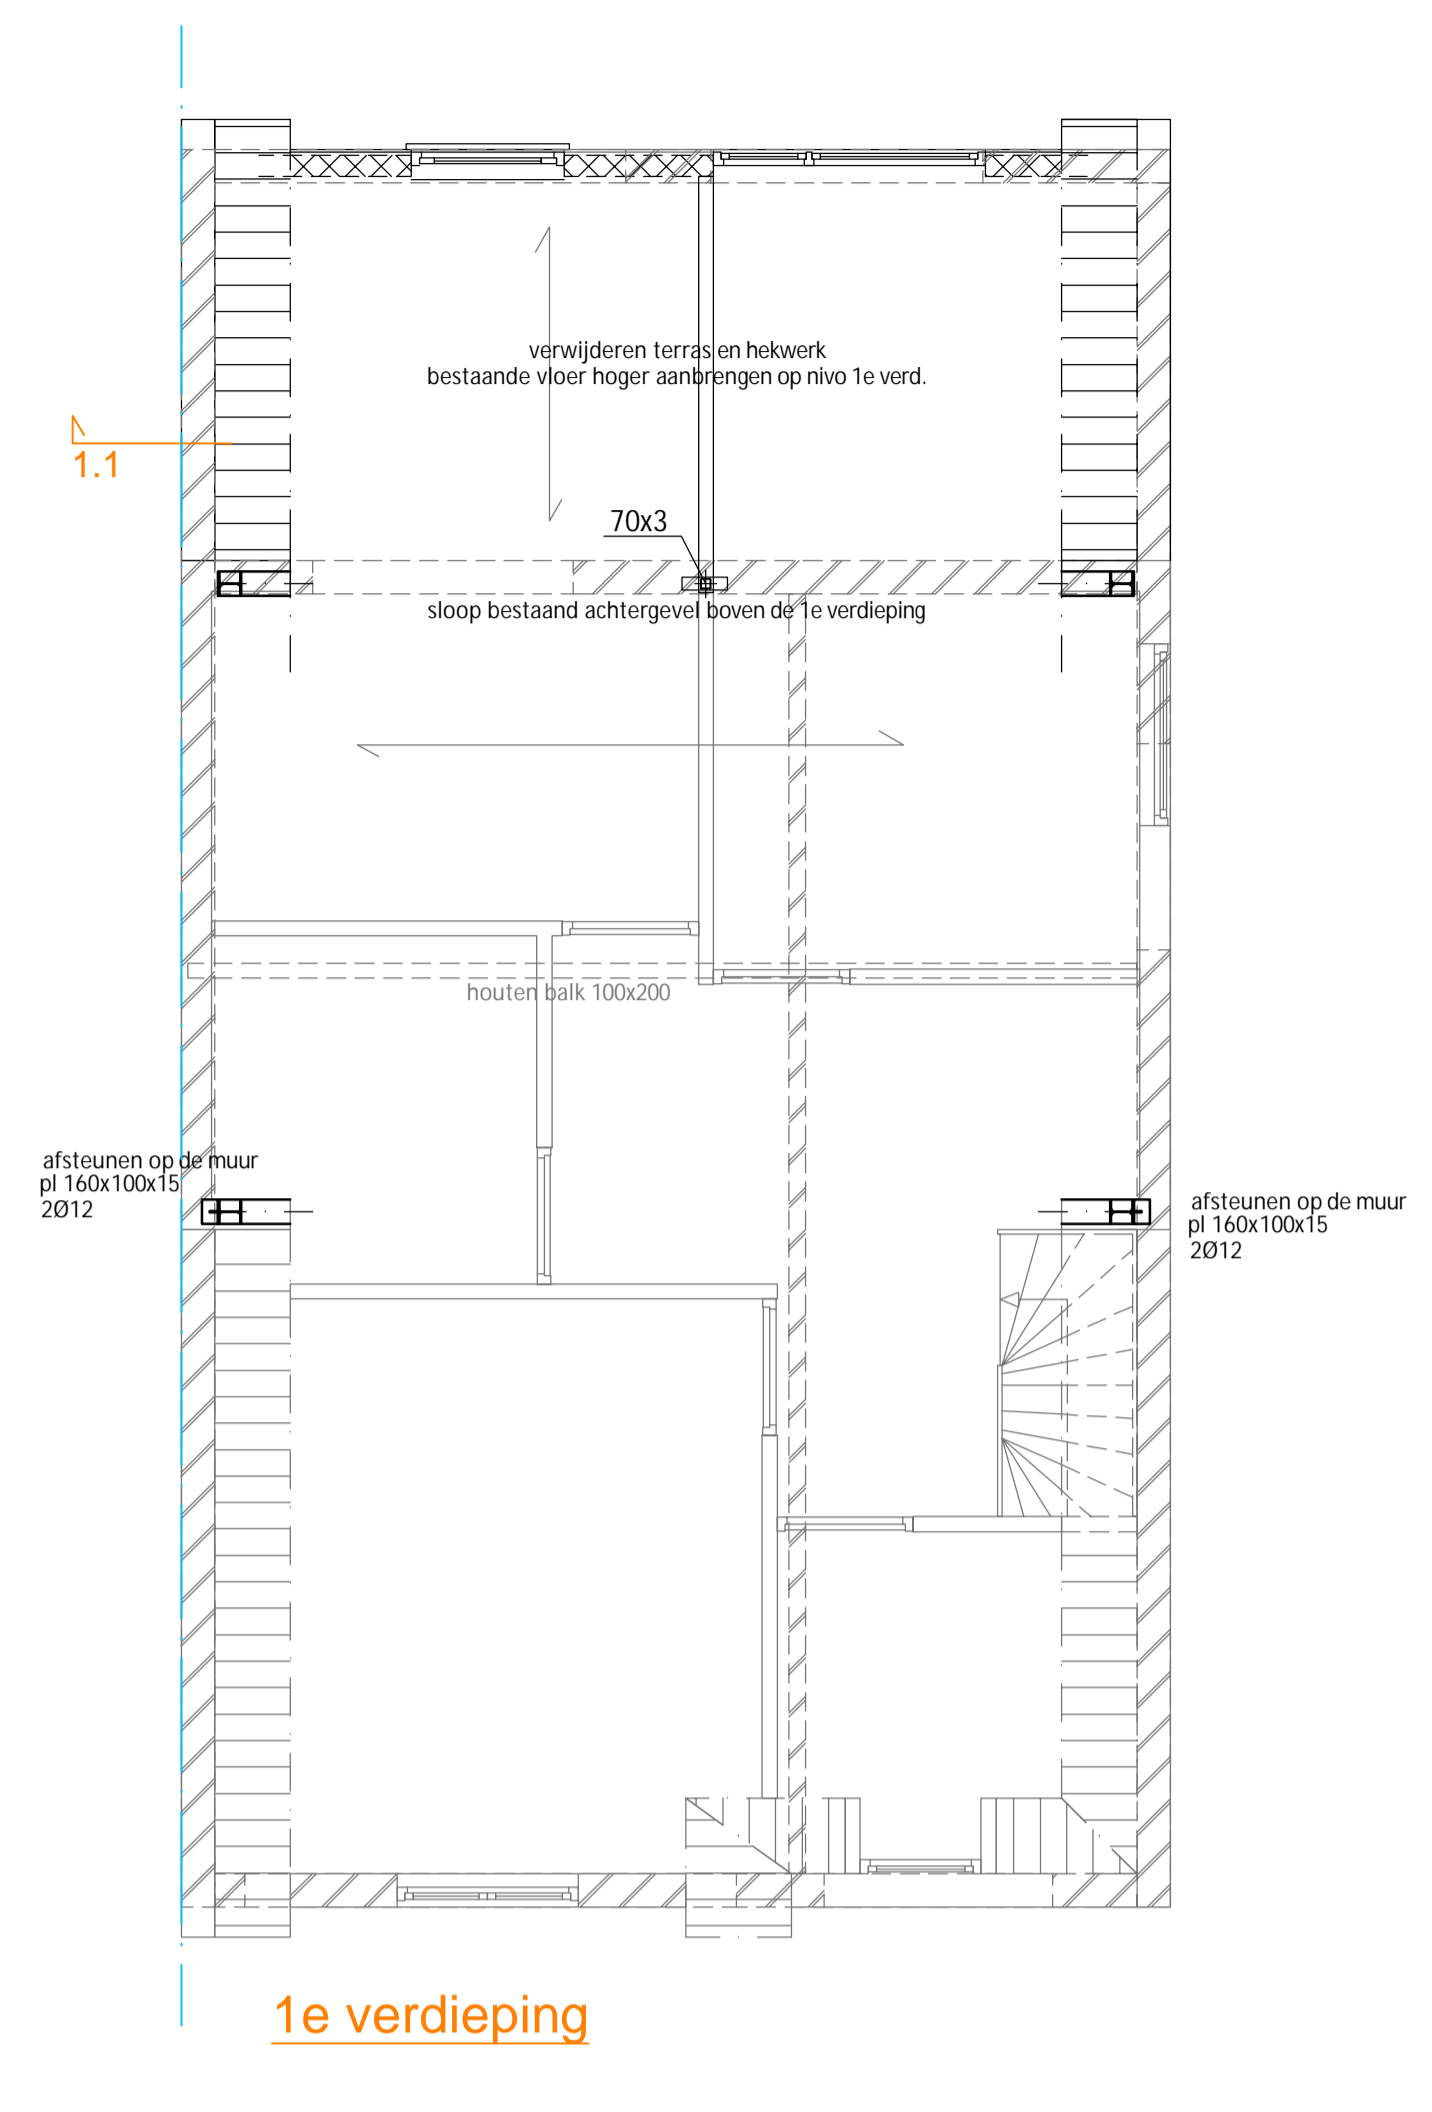 verwijderen terras en hekwerk
bestaande vloer hoger aanbrengen op nivo 1e verd.
1.1
70x3
sloop bestaand achtergevel boven de 1e verdieping
houten balk 100x200
afsteunen op de muur
pl 160x100x15
2Ø12
afsteunen op de muur
pl 160x100x15
2Ø12
1e verdieping